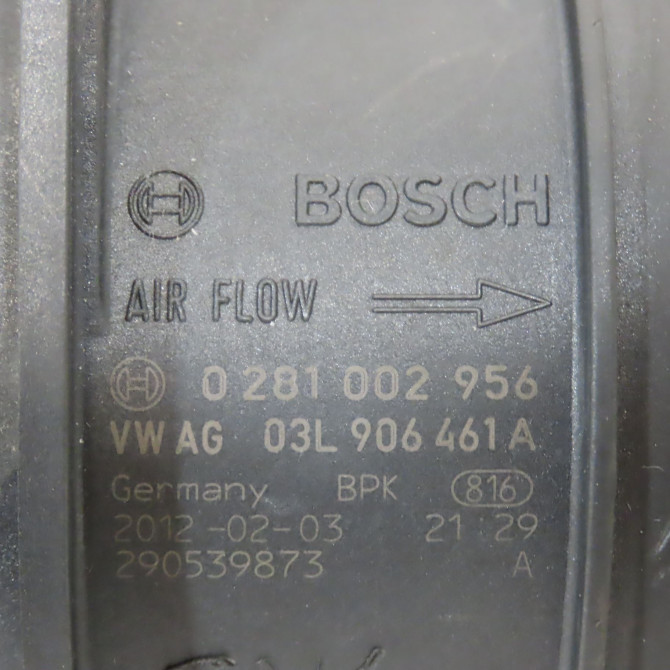 BOSCH
AIR FLOW
0 281 002 956
VW AG 03L 906 461 A
Germany BPK 816
2012-02-03 21:29
290539873 A